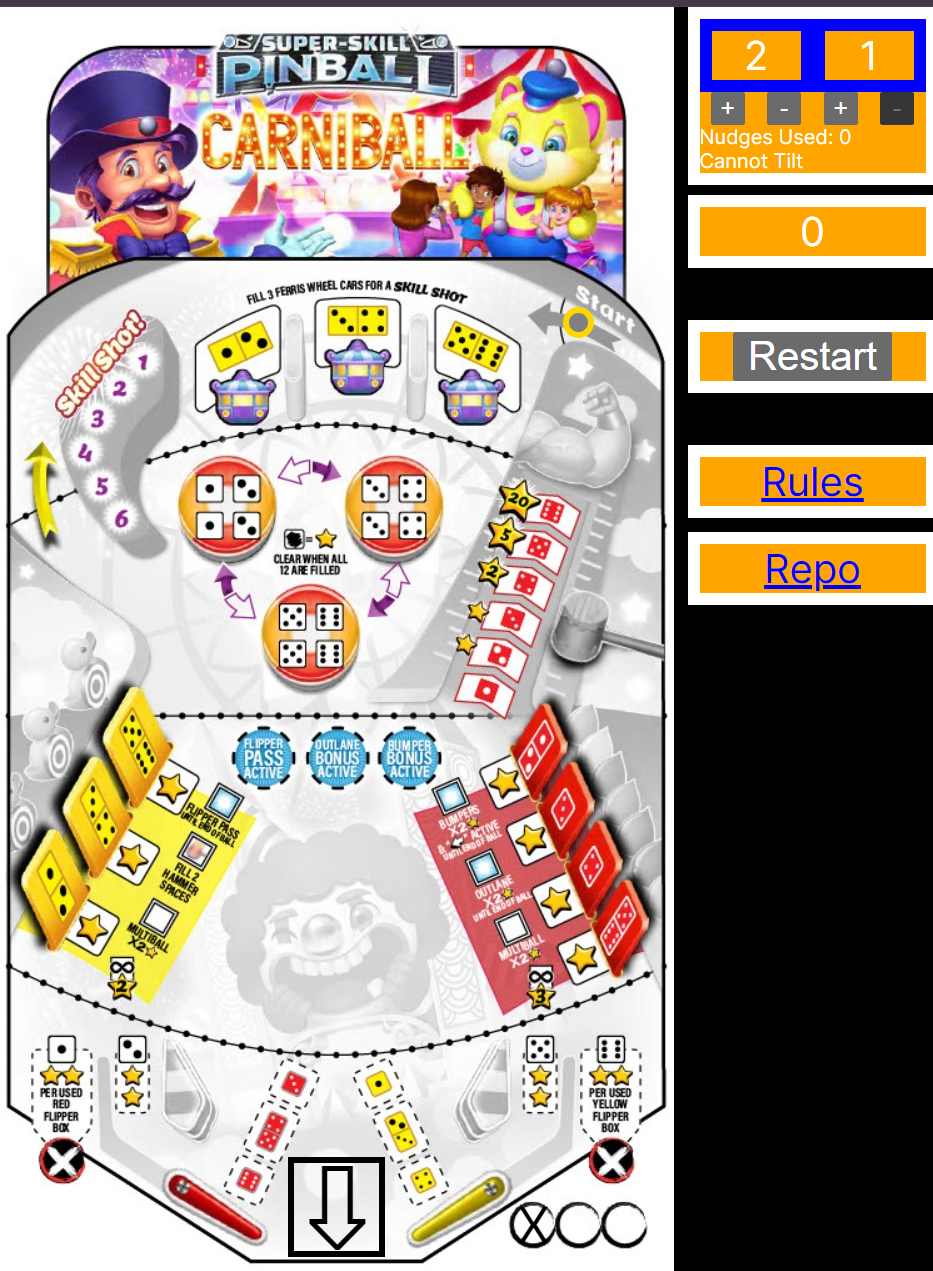 SUPER-SKILL
PINBALL
CARNIBALL
FILL 3 FERRIS WHEEL CARS FOR A SKILL SHOT
Start
Skill Shot!
1
2
3
4
5
6
=
CLEAR WHEN ALL
12 ARE FILLED
20
5
2
FLIPPER
PASS
ACTIVE
OUTLANE
BONUS
ACTIVE
BUMPER
BONUS
ACTIVE
FLIPPER PASS
UNTIL END OF BALL
FILL 2
HAMMER
SPACES
MULTIBALL
X2
∞
2
BUMPERS
X2
& " " ACTIVE
UNTIL END OF BALL
OUTLANE
X2
UNTIL END OF BALL
MULTIBALL
X2
∞
3
PER USED
RED
FLIPPER
BOX
X
PER USED
YELLOW
FLIPPER
BOX
X
X
2 1
+ - + -
Nudges Used: 0
Cannot Tilt
0
Restart
Rules
Repo